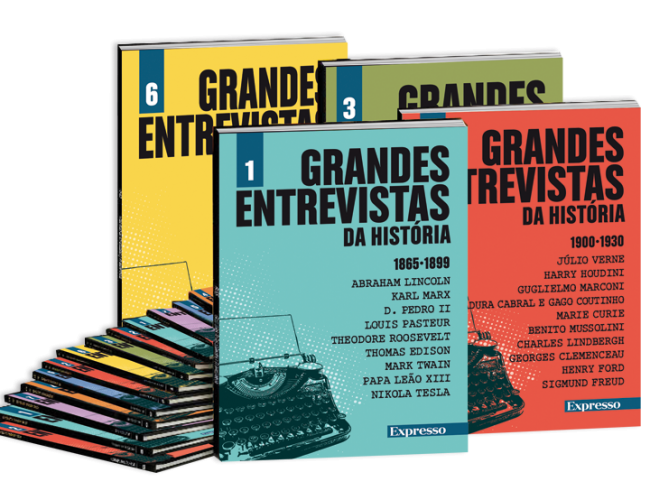 6
GRANDES
ENTREVISTAS
3
GRANDES
1
GRANDES
ENTREVISTAS
DA HISTÓRIA
1865-1899
ABRAHAM LINCOLN
KARL MARX
D. PEDRO II
LOUIS PASTEUR
THEODORE ROOSEVELT
THOMAS EDISON
MARK TWAIN
PAPA LEÃO XIII
NIKOLA TESLA
Expresso
GRANDES
TREVISTAS
DA HISTÓRIA
1900-1930
JÚLIO VERNE
HARRY HOUDINI
GUGLIELMO MARCONI
DURA CABRAL E GAGO COUTINHO
MARIE CURIE
BENITO MUSSOLINI
CHARLES LINDBERGH
GEORGES CLEMENCEAU
HENRY FORD
SIGMUND FREUD
Expresso